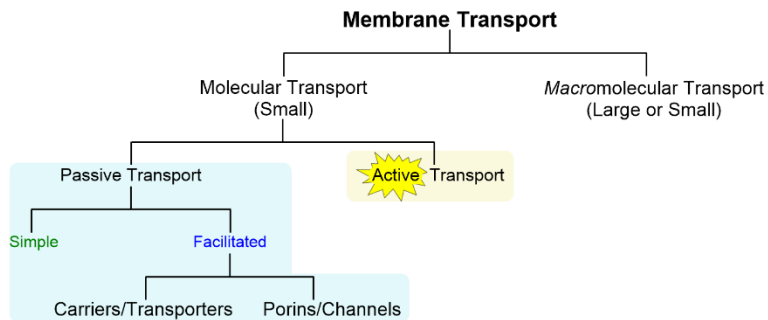 Membrane Transport
Molecular Transport
(Small)
Macromolecular Transport
(Large or Small)
Passive Transport
Active Transport
Simple
Facilitated
Carriers/Transporters
Porins/Channels